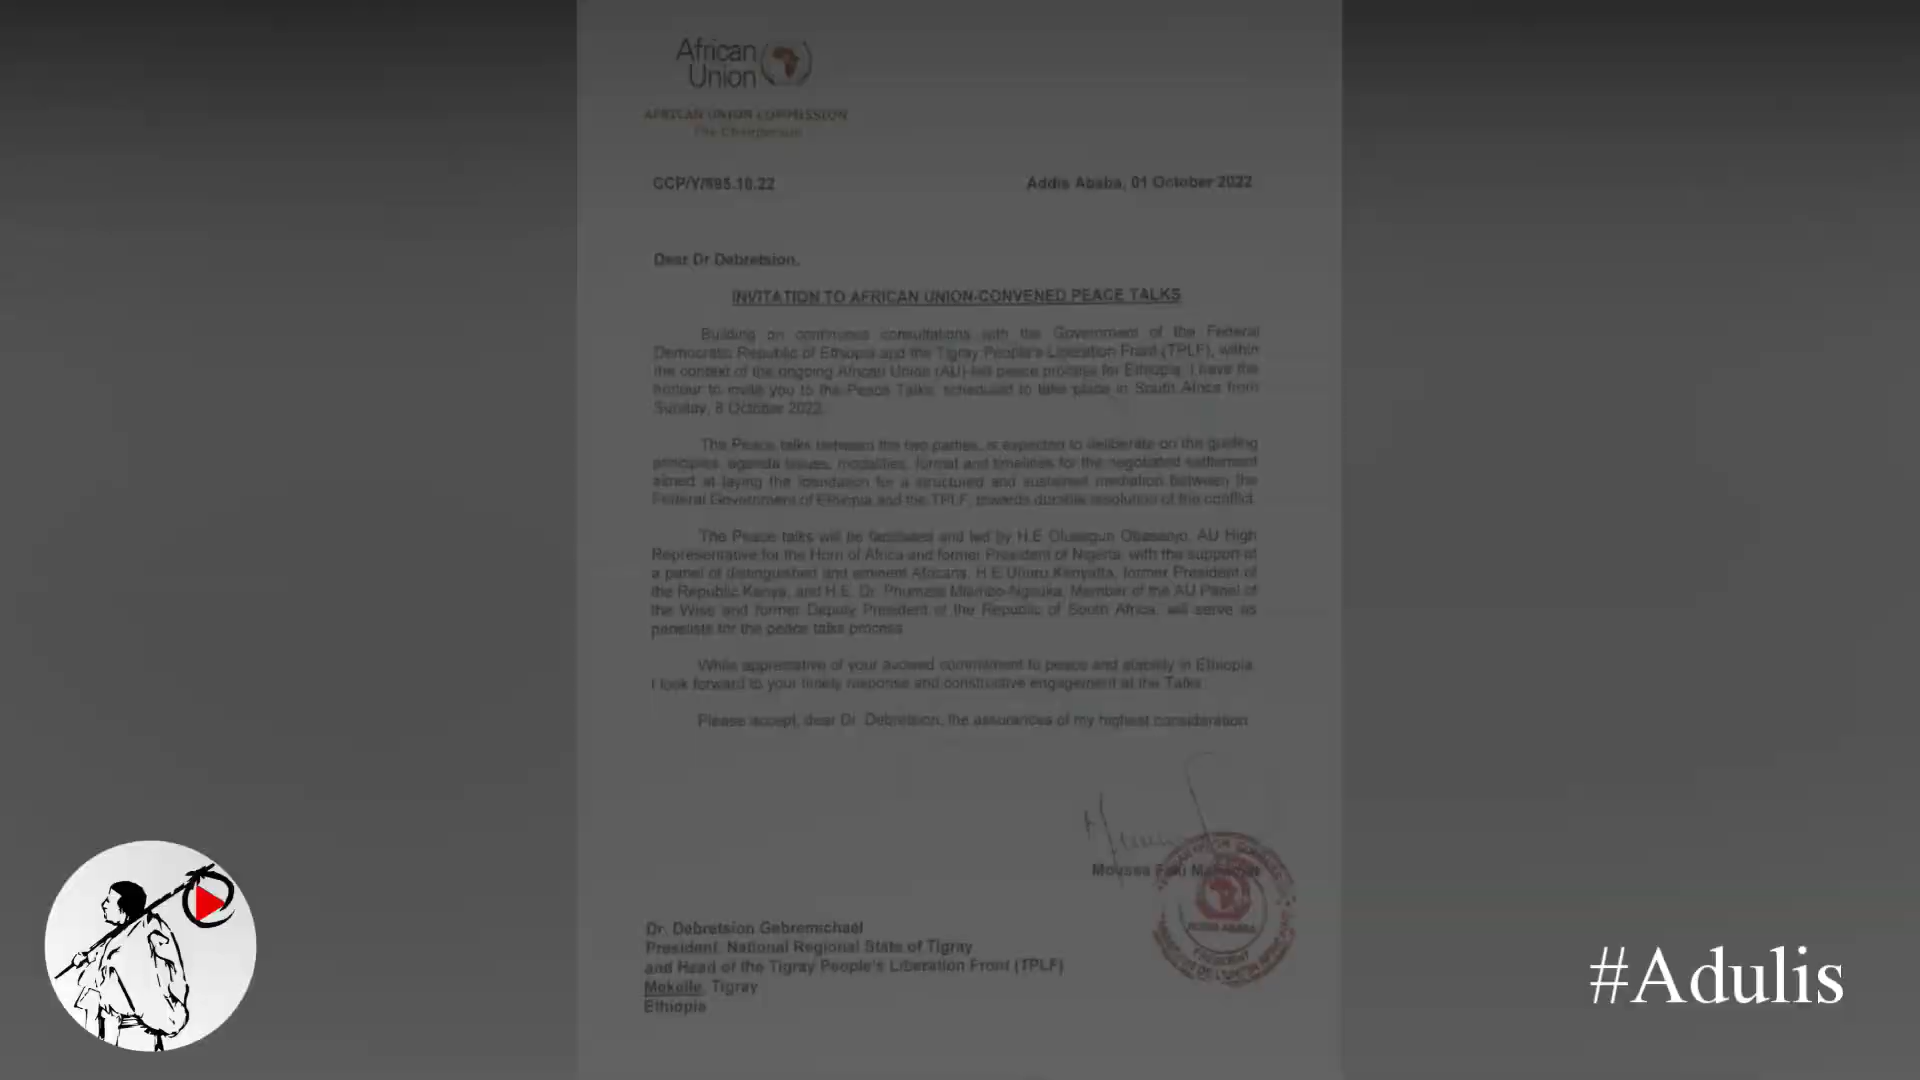 African
Union
AFRICAN UNION COMMISSION
The Chairperson
Addis Ababa, 01 October 2022
Dear Dr Debretsion,
INVITATION TO AFRICAN UNION-CONVENED PEACE TALKS
Building on continuous consultations with the Government of the Federal
Democratic Republic of Ethiopia and the Tigray People's Liberation Front (TPLF), within
the context of the ongoing African Union (AU)-led peace process for Ethiopia, I have the
honour to invite you to the Peace Talks, scheduled to take place in South Africa from
Sunday, 8 October 2022.
The Peace talks between the two parties, is expected to deliberate on the guiding
principles, agenda issues, modalities, format and timelines for the negotiated settlement
aimed at laying the foundation for a structured and sustained mediation between the
Federal Government of Ethiopia and the TPLF, towards durable resolution of the conflict.
The Peace talks will be facilitated and led by H.E Olusegun Obasanjo, AU High
Representative for the Horn of Africa and former President of Nigeria, with the support of
a panel of distinguished and eminent Africans. H.E Uhuru Kenyatta, former President of
the Republic Kenya, and H.E. Dr. Phumzile Mlambo-Ngcuka, Member of the AU Panel of
the Wise and former Deputy President of the Republic of South Africa, will serve as
panelists for the peace talks process.
While appreciative of your avowed commitment to peace and stability in Ethiopia,
I look forward to your timely response and constructive engagement at the Talks.
Please accept, dear Dr. Debretsion, the assurances of my highest consideration.
Moussa Faki Mahamat
ADDIS ABABA
PRESIDENT
Dr. Debretsion Gebremichael
President, National Regional State of Tigray
and Head of the Tigray People's Liberation Front (TPLF)
Mekelle, Tigray
Ethiopia
#Adulis